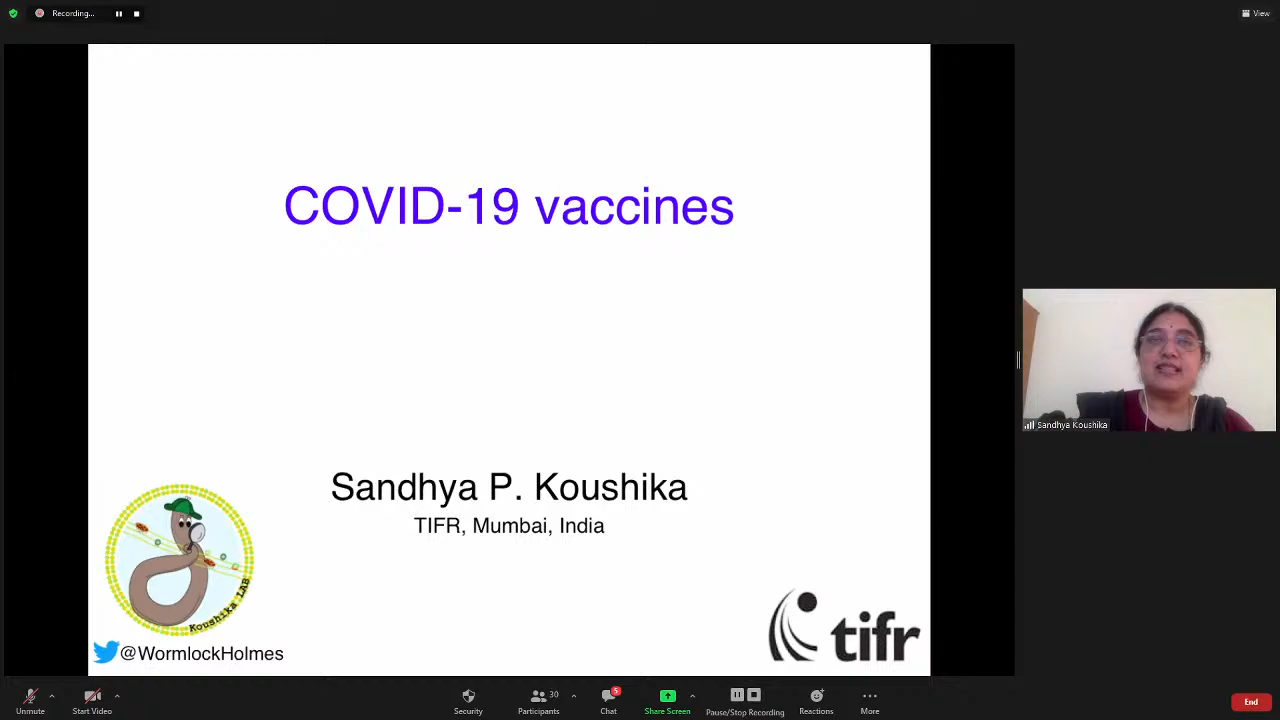 Recording...
View
COVID-19 vaccines
Sandhya P. Koushika
TIFR, Mumbai, India
Koushika LAB
@WormlockHolmes
tifr
Sandhya Koushika
Unmute
Start Video
Security
30
Participants
5
Chat
Share Screen
Pause/Stop Recording
Reactions
More
End